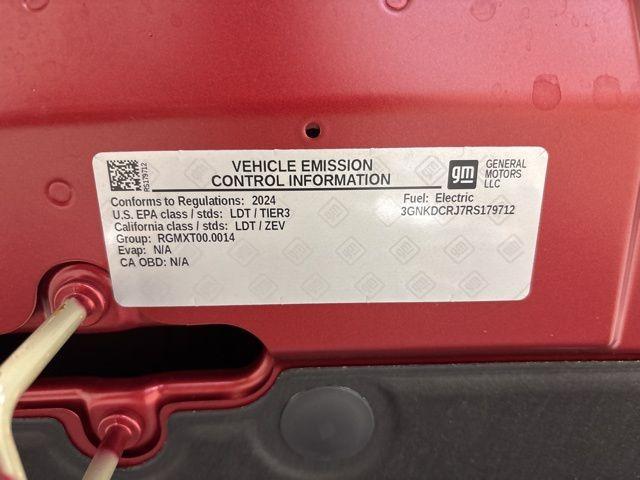 RS179712
VEHICLE EMISSION
CONTROL INFORMATION
gm
GENERAL
MOTORS
LLC
Conforms to Regulations: 2024
U.S. EPA class / stds: LDT / TIER3
California class / stds: LDT / ZEV
Group: RGMXT00.0014
Evap: N/A
CA OBD: N/A
Fuel: Electric
3GNKDCRJ7RS179712